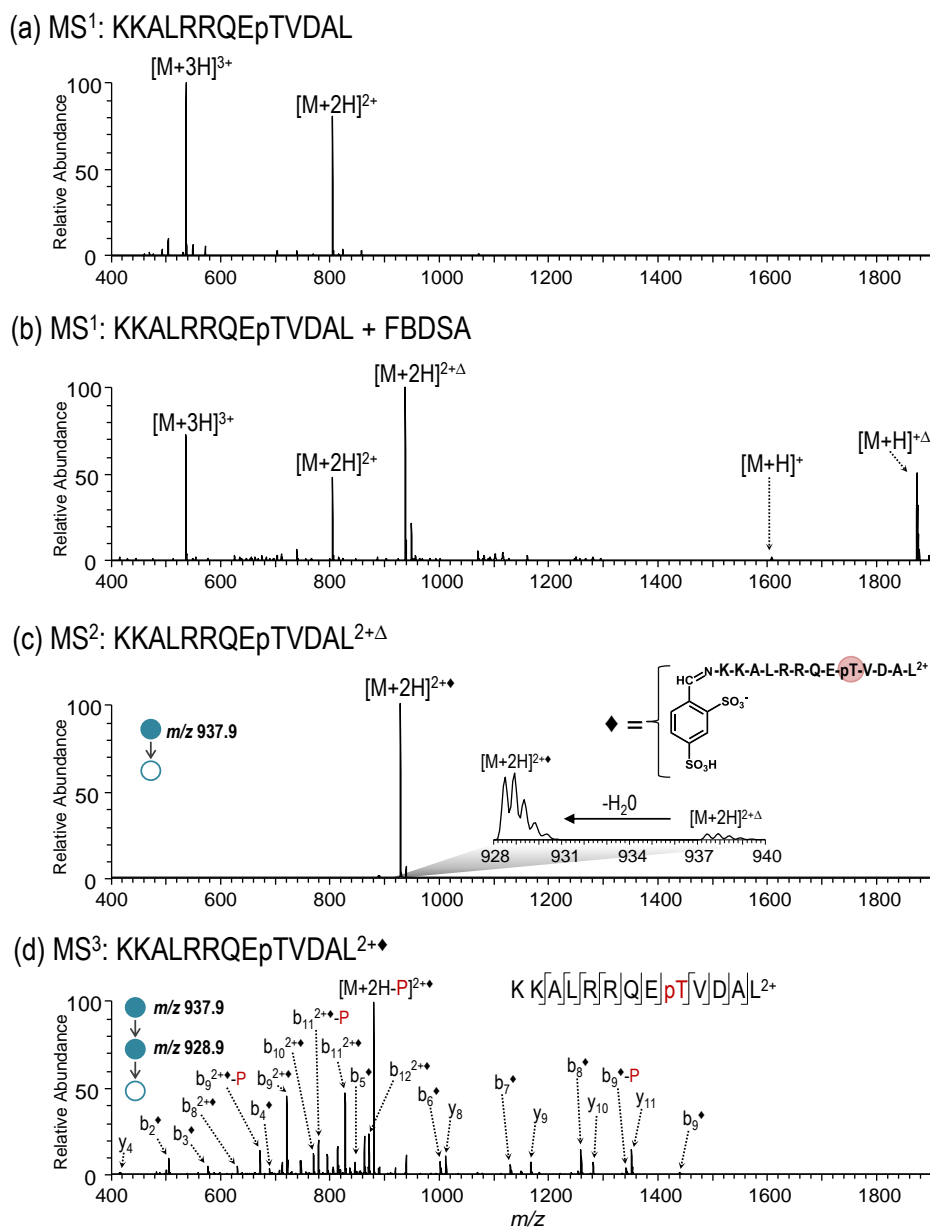 (a) MS¹: KKALRRQEpTVDAL
[M+3H]³⁺
[M+2H]²⁺
Relative Abundance
100
50
0
400 600 800 1000 1200 1400 1600 1800
(b) MS¹: KKALRRQEpTVDAL + FBDSA
[M+2H]²⁺ᐞ
[M+3H]³⁺
[M+2H]²⁺
[M+H]⁺
[M+H]⁺ᐞ
Relative Abundance
100
50
0
400 600 800 1000 1200 1400 1600 1800
(c) MS²: KKALRRQEpTVDAL²⁺ᐞ
[M+2H]²⁺♦
m/z 937.9
HC=N-K-K-A-L-R-R-Q-E-pT-V-D-A-L²⁺
♦ =
SO₃⁻
SO₃H
[M+2H]²⁺♦
-H₂0
[M+2H]²⁺ᐞ
928 931 934 937 940
Relative Abundance
100
50
0
400 600 800 1000 1200 1400 1600 1800
(d) MS³: KKALRRQEpTVDAL²⁺♦
[M+2H-P]²⁺♦
KKALRRQEpTVDAL²⁺
m/z 937.9
m/z 928.9
y₄
b₂♦
b₃♦
b₈²⁺♦
b₉²⁺♦-P
b₄♦
b₉²⁺♦
b₁₀²⁺♦
b₁₁²⁺♦-P
b₁₁²⁺♦
b₅♦
b₁₂²⁺♦
b₆♦
y₈
b₇♦
y₉
b₈♦
y₁₀
b₉♦-P
y₁₁
b₉♦
Relative Abundance
100
50
0
400 600 800 1000 1200 1400 1600 1800
m/z